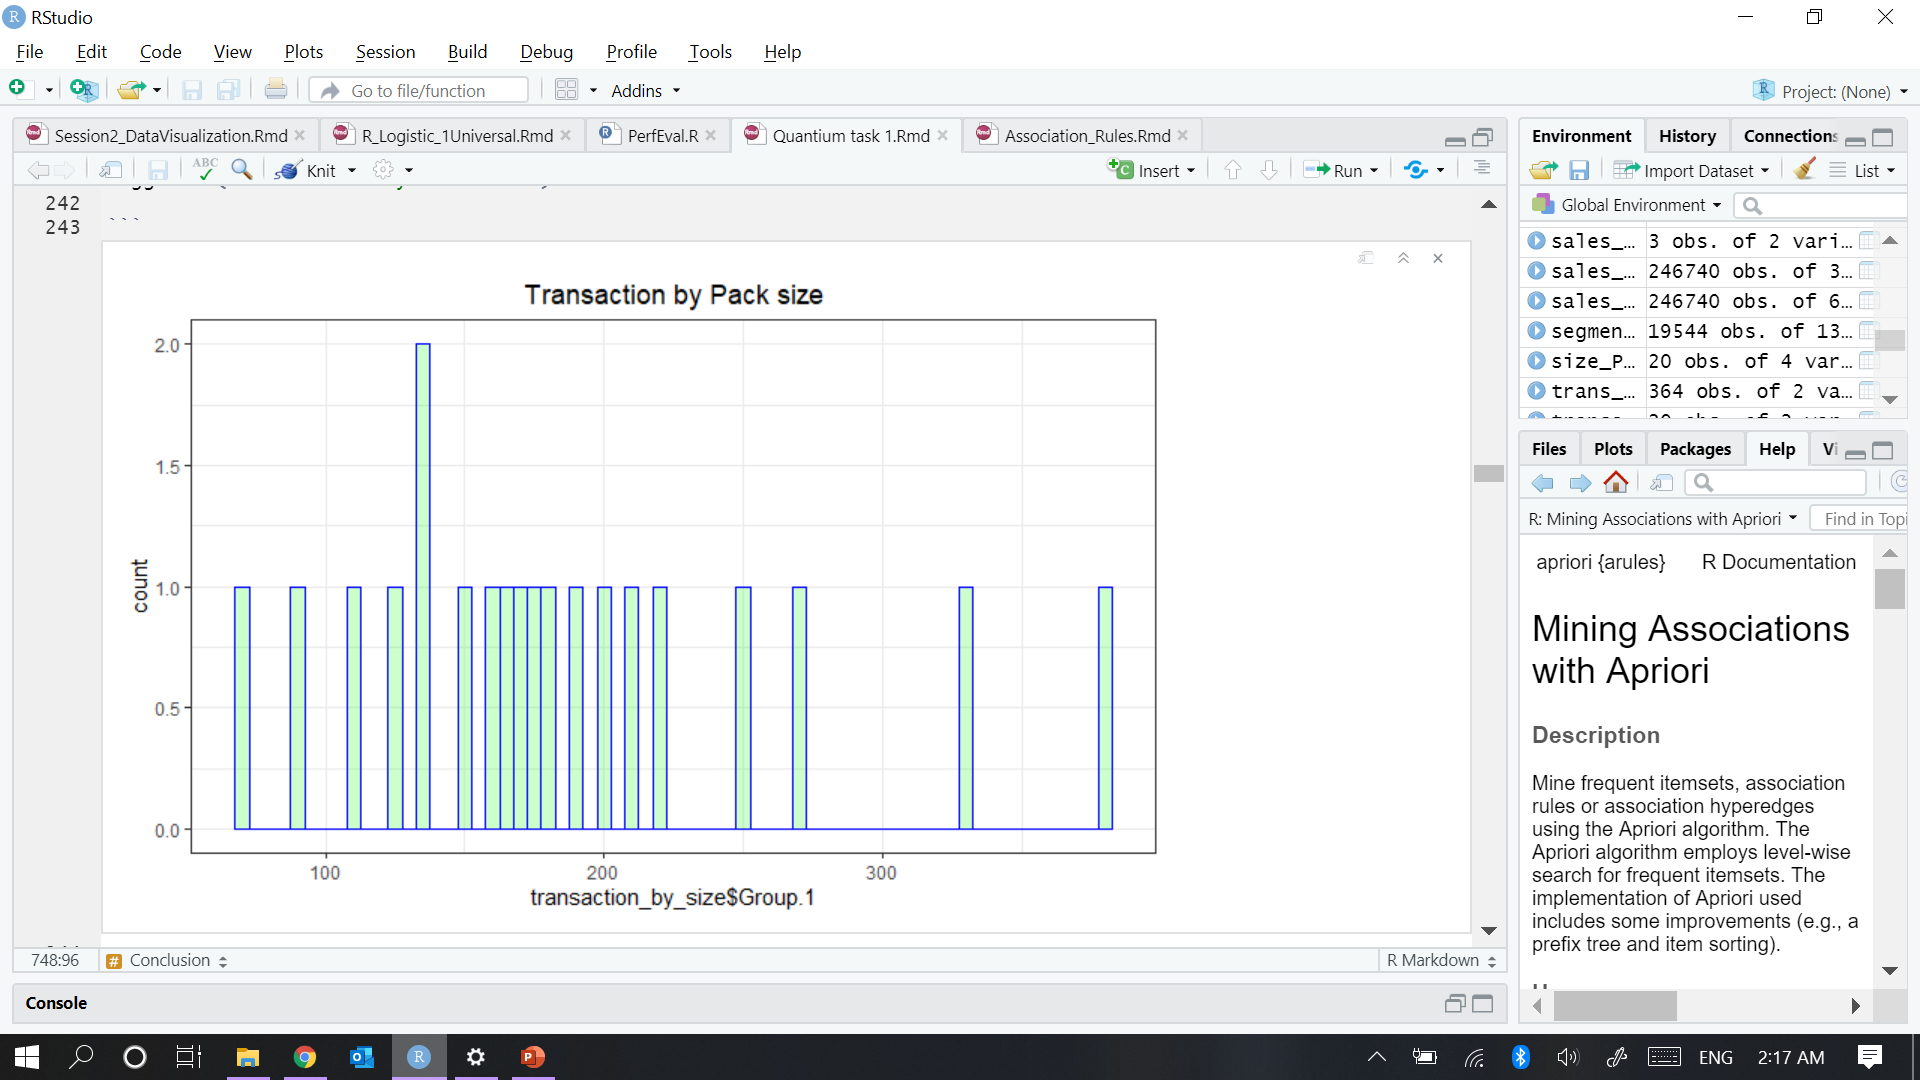 RStudio
File Edit Code View Plots Session Build Debug Profile Tools Help
Go to file/function Addins Project: (None)
Session2_DataVisualization.Rmd R_Logistic_1Universal.Rmd PerfEval.R Quantium task 1.Rmd Association_Rules.Rmd
ABC Knit Insert Run
242
243 ```
Transaction by Pack size
2.0
1.5
1.0
0.5
0.0
count
100 200 300
transaction_by_size$Group.1
748:96 # Conclusion R Markdown
Console
Environment History Connections
Import Dataset List
Global Environment
sales_... 3 obs. of 2 vari...
sales_... 246740 obs. of 3...
sales_... 246740 obs. of 6...
segmen... 19544 obs. of 13...
size_P... 20 obs. of 4 var...
trans_... 364 obs. of 2 va...
Files Plots Packages Help Vi
R: Mining Associations with Apriori Find in Topi
apriori {arules} R Documentation
Mining Associations
with Apriori
Description
Mine frequent itemsets, association
rules or association hyperedges
using the Apriori algorithm. The
Apriori algorithm employs level-wise
search for frequent itemsets. The
implementation of Apriori used
includes some improvements (e.g., a
prefix tree and item sorting).
ENG 2:17 AM